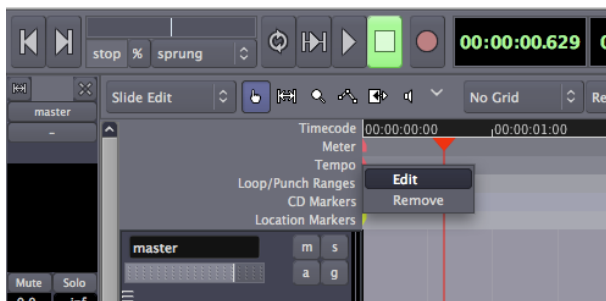 stop % sprung 00:00:00.629
Slide Edit No Grid Re
master
-
Timecode 00:00:00:00 00:00:01:00
Meter
Tempo
Loop/Punch Ranges
CD Markers
Location Markers
Edit
Remove
master m s
a g
Mute Solo